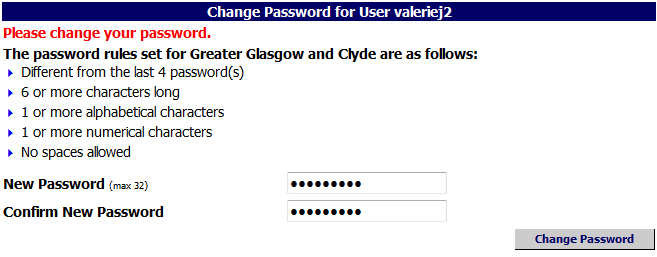 Change Password for User valeriej2
Please change your password.
The password rules set for Greater Glasgow and Clyde are as follows:
Different from the last 4 password(s)
6 or more characters long
1 or more alphabetical characters
1 or more numerical characters
No spaces allowed
New Password (max 32) •••••••••
Confirm New Password •••••••••
Change Password